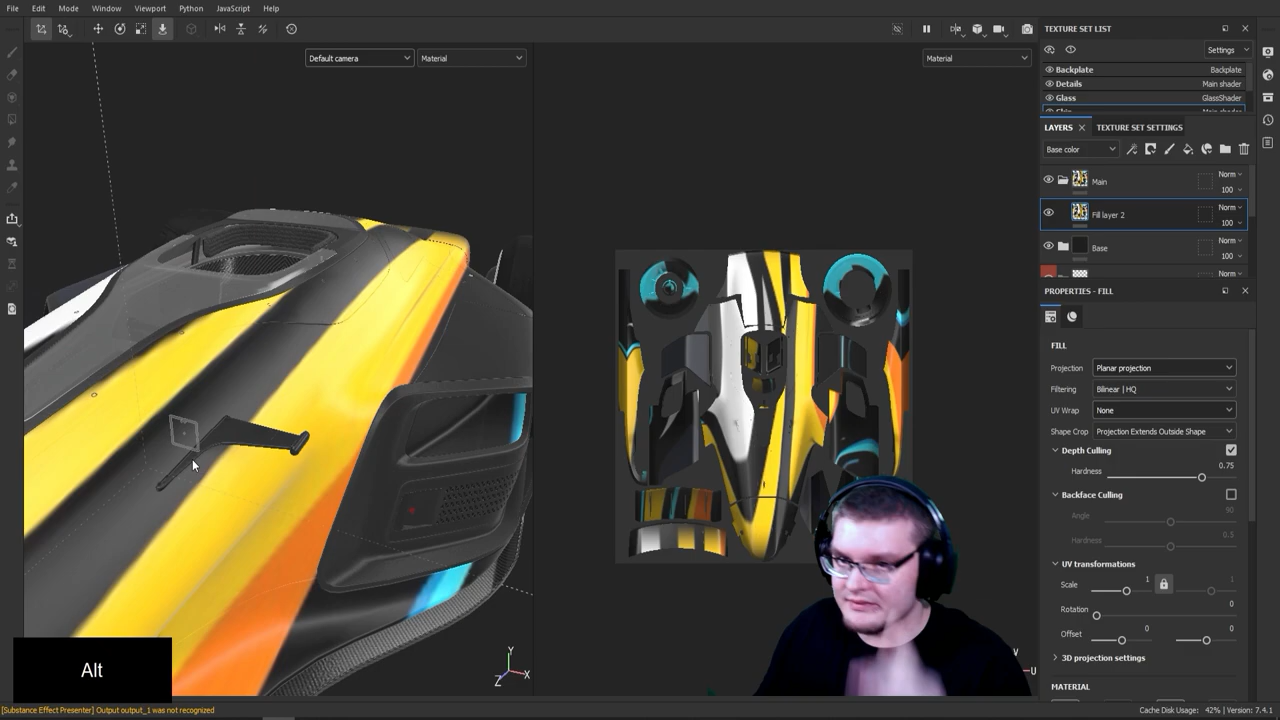 File Edit Mode Window Viewport Python JavaScript Help
Default camera
Material
Material
TEXTURE SET LIST
Settings
Backplate Backplate
Details Main shader
Glass GlassShader
LAYERS TEXTURE SET SETTINGS
Base color
Main Norm
100
Fill layer 2 Norm
100
Base Norm
100
Norm
PROPERTIES - FILL
FILL
Projection Planar projection
Filtering Bilinear | HQ
UV Wrap None
Shape Crop Projection Extends Outside Shape
Depth Culling
Hardness 0.75
Backface Culling
Angle 90
Hardness 0.5
UV transformations
Scale 1 1
Rotation 0
Offset 0 0
3D projection settings
MATERIAL
Alt
Y
X
Z
U
[Substance Effect Presenter] Output output_1 was not recognized
Cache Disk Usage: 42% | Version: 7.4.1